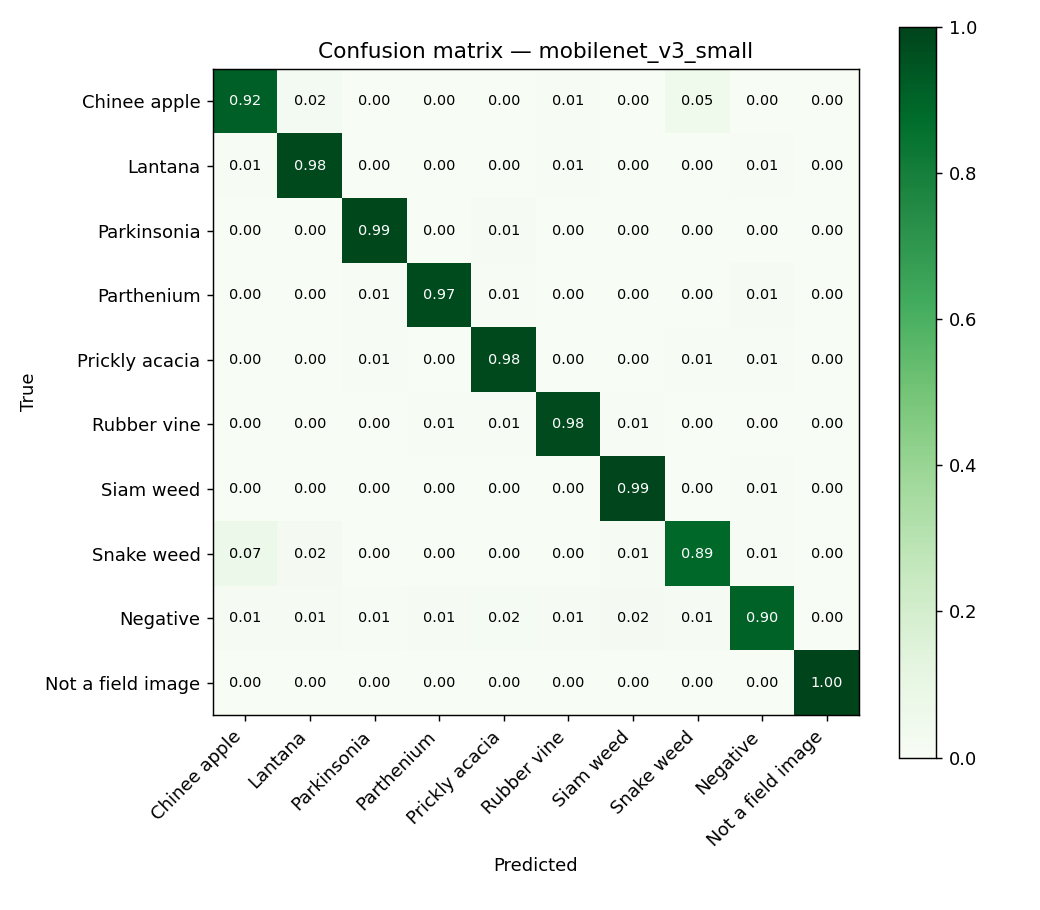 Confusion matrix — mobilenet_v3_small
Chinee apple 0.92 0.02 0.00 0.00 0.00 0.01 0.00 0.05 0.00 0.00
Lantana 0.01 0.98 0.00 0.00 0.00 0.01 0.00 0.00 0.01 0.00
Parkinsonia 0.00 0.00 0.99 0.00 0.01 0.00 0.00 0.00 0.00 0.00
Parthenium 0.00 0.00 0.01 0.97 0.01 0.00 0.00 0.00 0.01 0.00
Prickly acacia 0.00 0.00 0.01 0.00 0.98 0.00 0.00 0.01 0.01 0.00
Rubber vine 0.00 0.00 0.00 0.01 0.01 0.98 0.01 0.00 0.00 0.00
Siam weed 0.00 0.00 0.00 0.00 0.00 0.00 0.99 0.00 0.01 0.00
Snake weed 0.07 0.02 0.00 0.00 0.00 0.00 0.01 0.89 0.01 0.00
Negative 0.01 0.01 0.01 0.01 0.02 0.01 0.02 0.01 0.90 0.00
Not a field image 0.00 0.00 0.00 0.00 0.00 0.00 0.00 0.00 0.00 1.00
True
Chinee apple Lantana Parkinsonia Parthenium Prickly acacia Rubber vine Siam weed Snake weed Negative Not a field image
Predicted
1.0
0.8
0.6
0.4
0.2
0.0